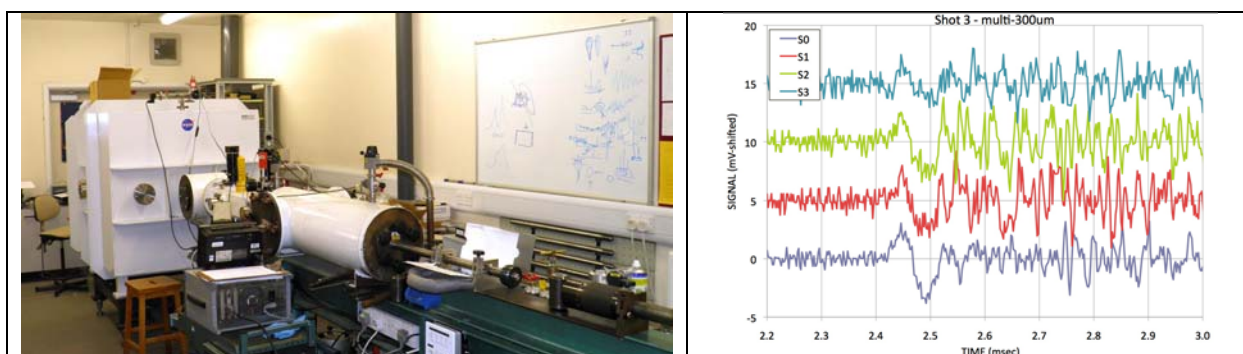 NASA
Shot 3 - multi-300um
S0
S1
S2
S3
SIGNAL (mV-shifted)
20
15
10
5
0
-5
2.2 2.3 2.4 2.5 2.6 2.7 2.8 2.9 3.0
TIME (msec)